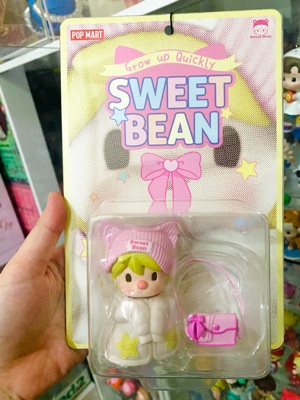 POP MART
Grow up Quickly
SWEET
BEAN
Sweet
Bean